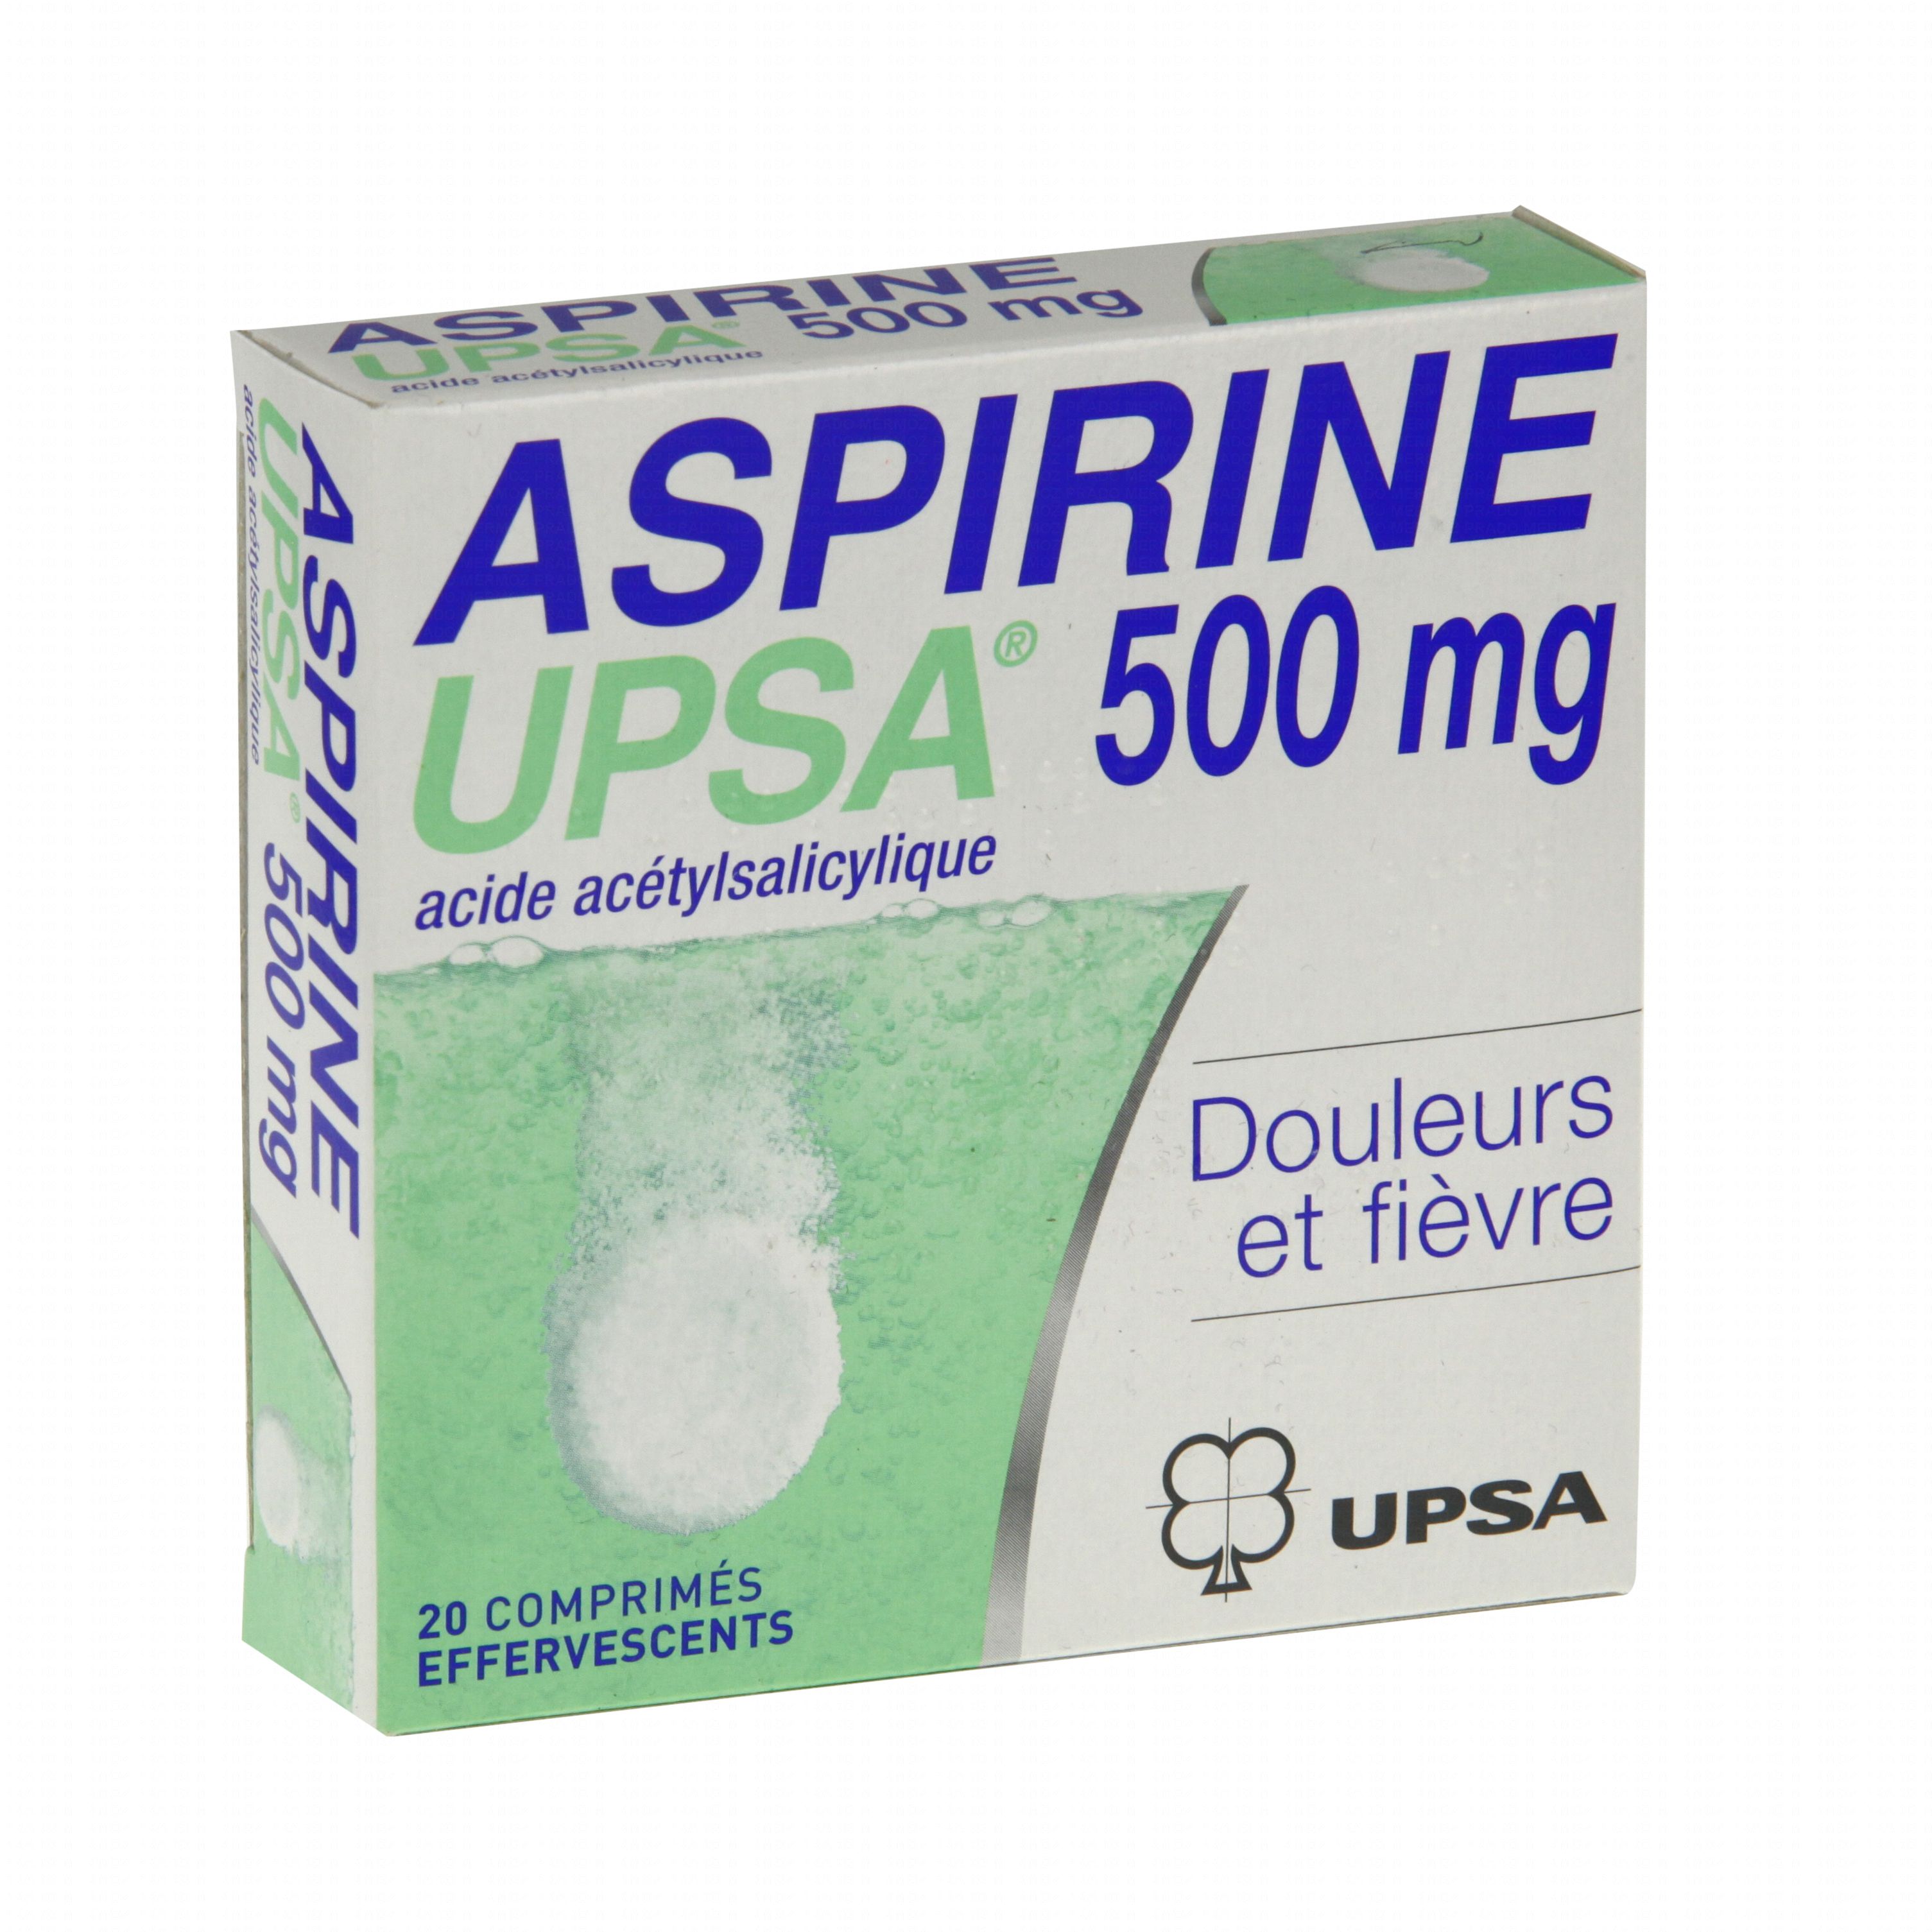 ASPIRINE
UPSA® 500 mg
acide acétylsalicylique
ASPIRINE
UPSA® 500 mg
acide acétylsalicylique
ASPIRINE
UPSA® 500 mg
acide acétylsalicylique
Douleurs
et fièvre
UPSA
20 COMPRIMÉS
EFFERVESCENTS